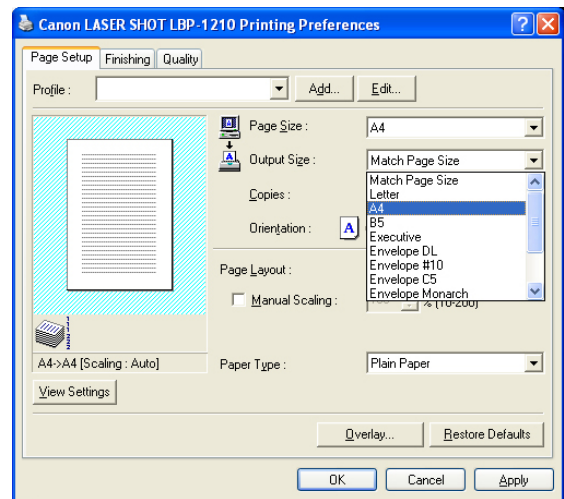 Canon LASER SHOT LBP-1210 Printing Preferences
Page Setup Finishing Quality
Profile : Add... Edit...
Page Size : A4
Output Size : Match Page Size
Match Page Size
Letter
A4
B5
Executive
Envelope DL
Envelope #10
Envelope C5
Envelope Monarch
Copies :
Orientation : A
Page Layout :
Manual Scaling : % (10-200)
1
2
3
A4->A4 [Scaling : Auto]
Paper Type : Plain Paper
View Settings
Overlay... Restore Defaults
OK Cancel Apply